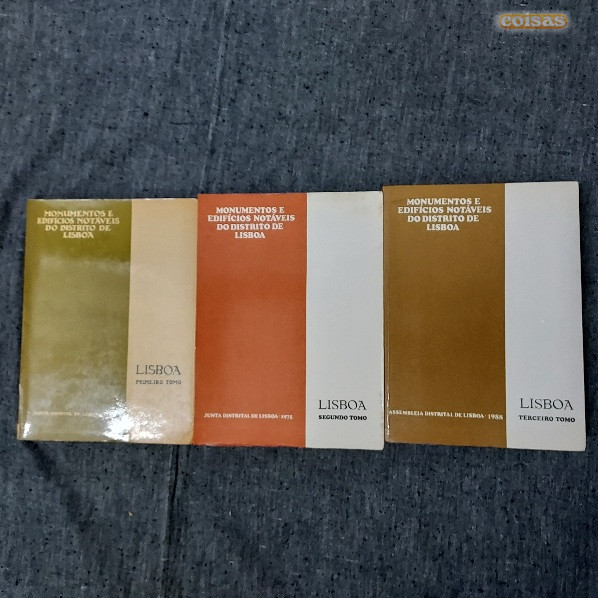 coisas
MONUMENTOS E
EDIFÍCIOS NOTÁVEIS
DO DISTRITO DE
LISBOA
LISBOA
PRIMEIRO TOMO
MONUMENTOS E
EDIFÍCIOS NOTÁVEIS
DO DISTRITO DE
LISBOA
JUNTA DISTRITAL DE LISBOA · 1975
LISBOA
SEGUNDO TOMO
MONUMENTOS E
EDIFÍCIOS NOTÁVEIS
DO DISTRITO DE
LISBOA
ASSEMBLEIA DISTRITAL DE LISBOA · 1988
LISBOA
TERCEIRO TOMO